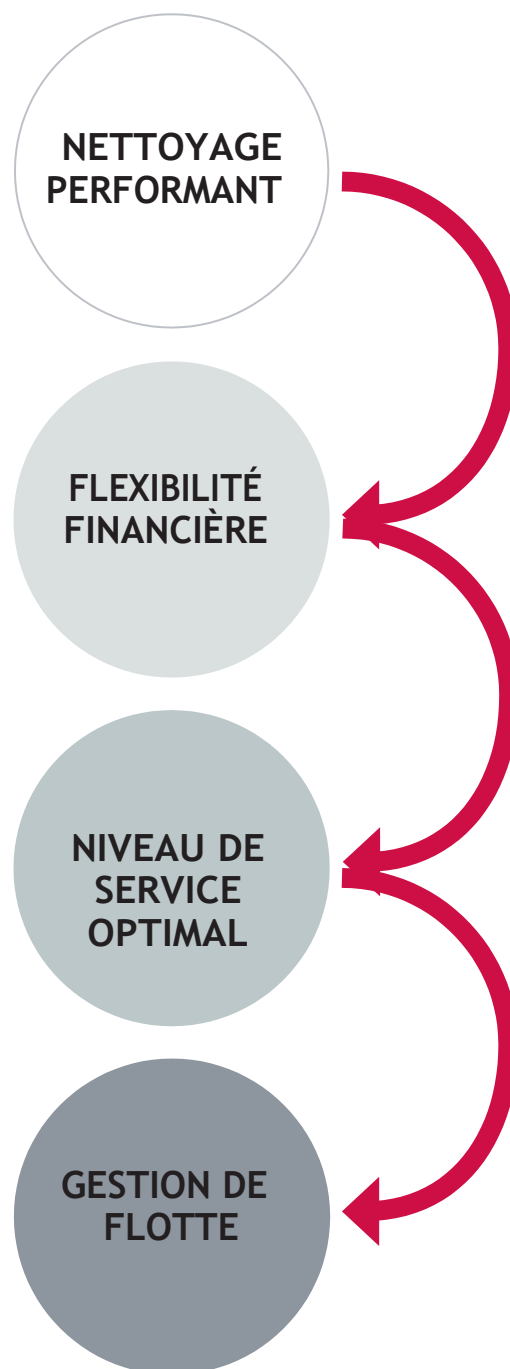 NETTOYAGE
PERFORMANT
FLEXIBILITÉ
FINANCIÈRE
NIVEAU DE
SERVICE
OPTIMAL
GESTION DE
FLOTTE